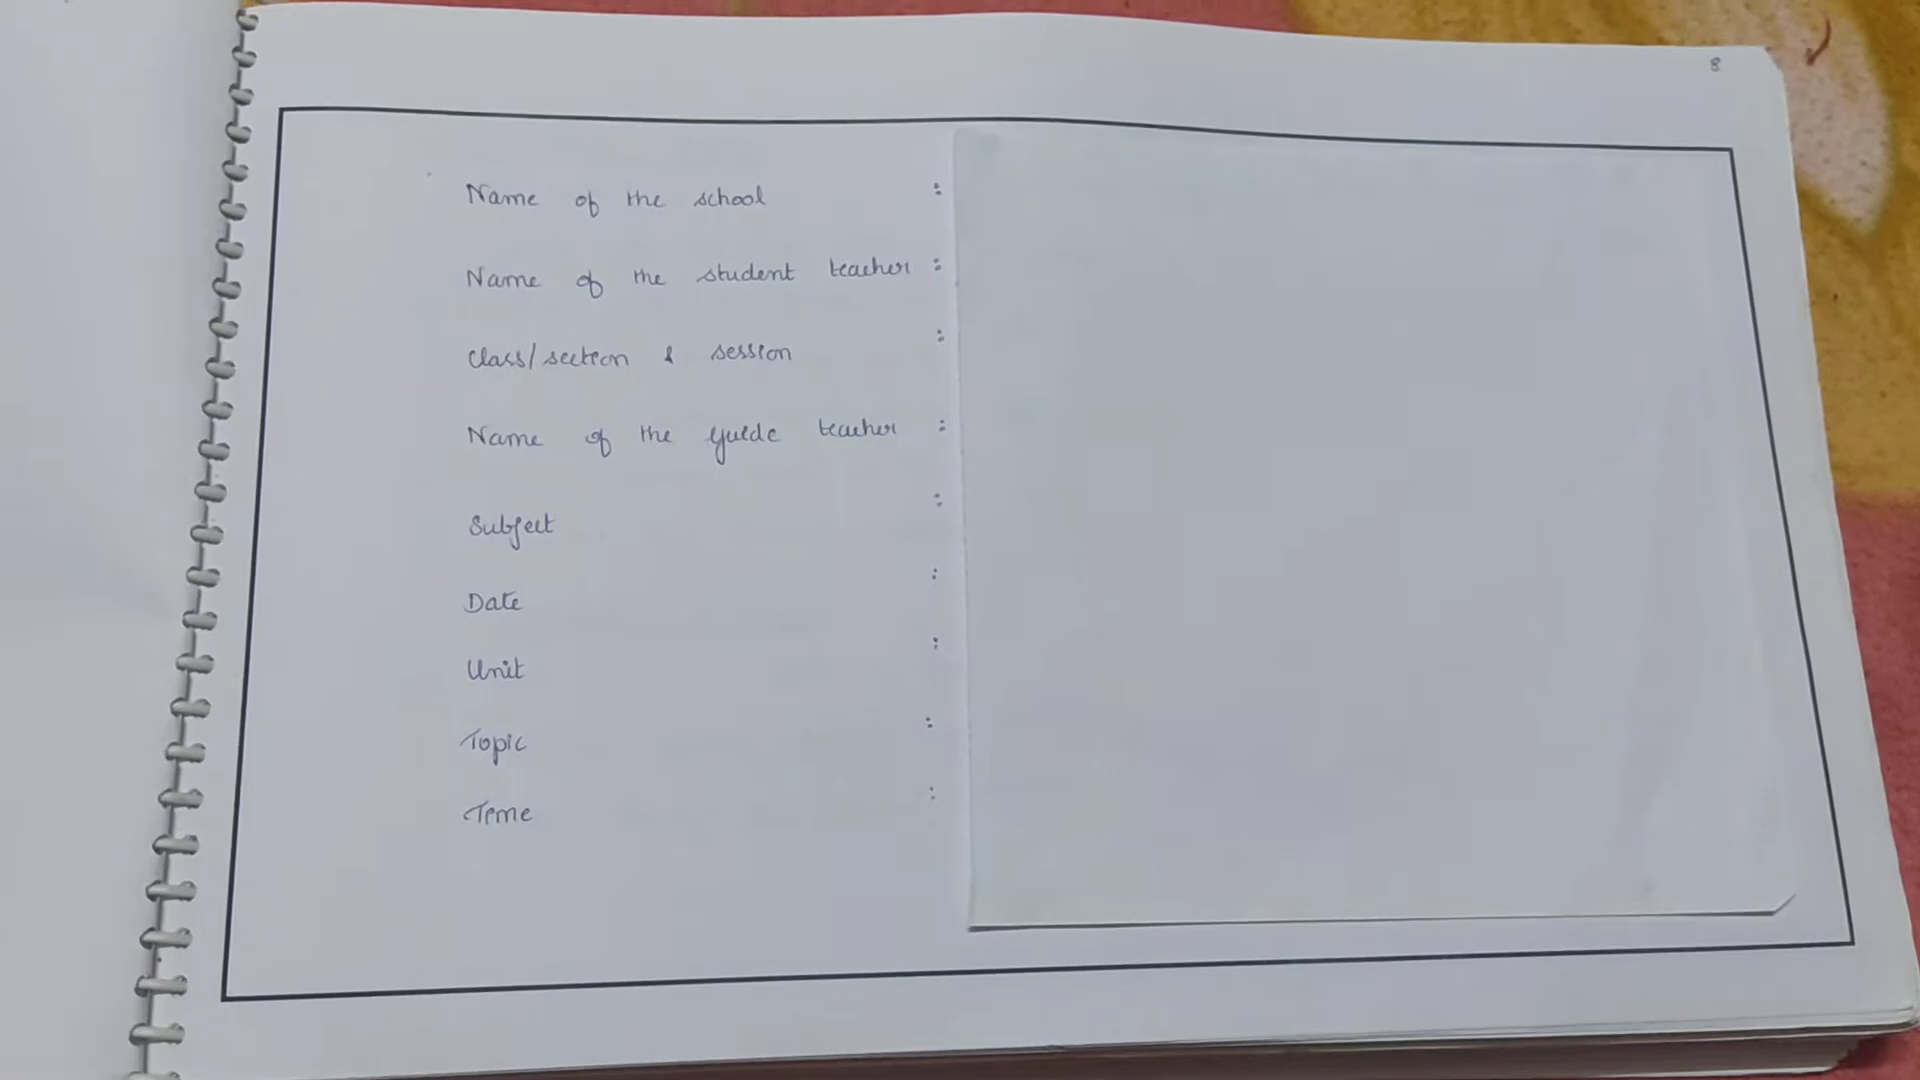 8
Name of the school :
Name of the student teacher :
Class/section & session :
Name of the guide teacher :
Subject :
Date :
Unit :
Topic :
Time :